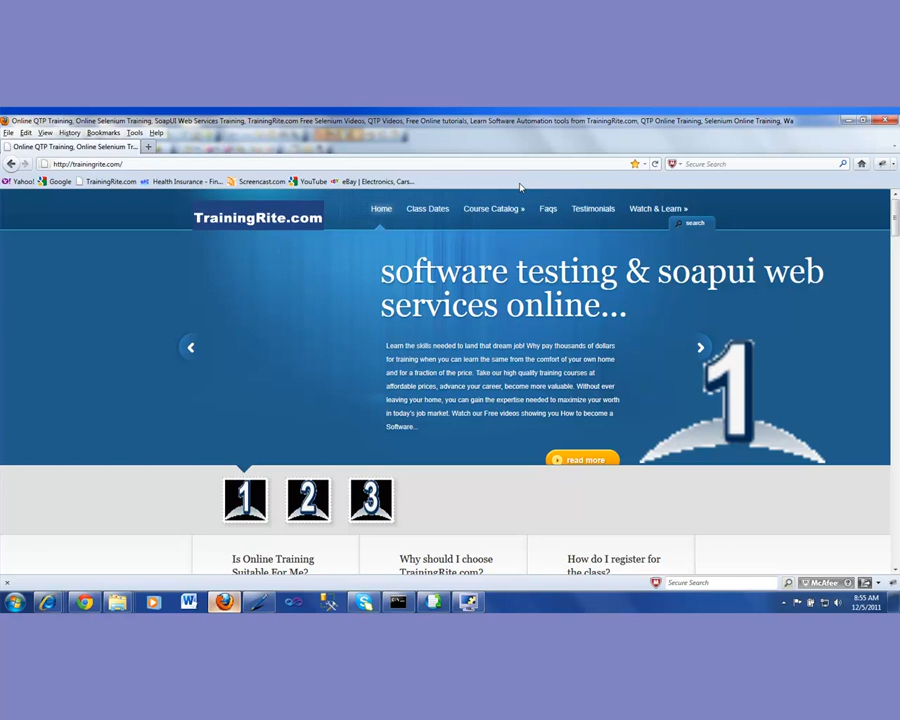 Online QTP Training, Online Selenium Training, SoapUI Web Services Training, TrainingRite.com Free Selenium Videos, QTP Videos, Free Online tutorials, Learn Software Automation tools from TrainingRite.com, QTP Online Training, Selenium Online Training, Wa
File Edit View History Bookmarks Tools Help
Online QTP Training, Online Selenium Tr... +
http://trainingrite.com/ Secure Search
Yahoo! Google TrainingRite.com Health Insurance - Fin... Screencast.com YouTube eBay | Electronics, Cars...
TrainingRite.com Home Class Dates Course Catalog » Faqs Testimonials Watch & Learn »
search
software testing & soapui web
services online...
Learn the skills needed to land that dream job! Why pay thousands of dollars
for training when you can learn the same from the comfort of your own home
and for a fraction of the price. Take our high quality training courses at
affordable prices, advance your career, become more valuable. Without ever
leaving your home, you can gain the expertise needed to maximize your worth
in today's job market. Watch our Free videos showing you How to become a
Software...
1
read more
1 2 3
Is Online Training Why should I choose How do I register for
Suitable For Me? TrainingRite.com? the class?
Secure Search McAfee
8:55 AM
12/5/2011